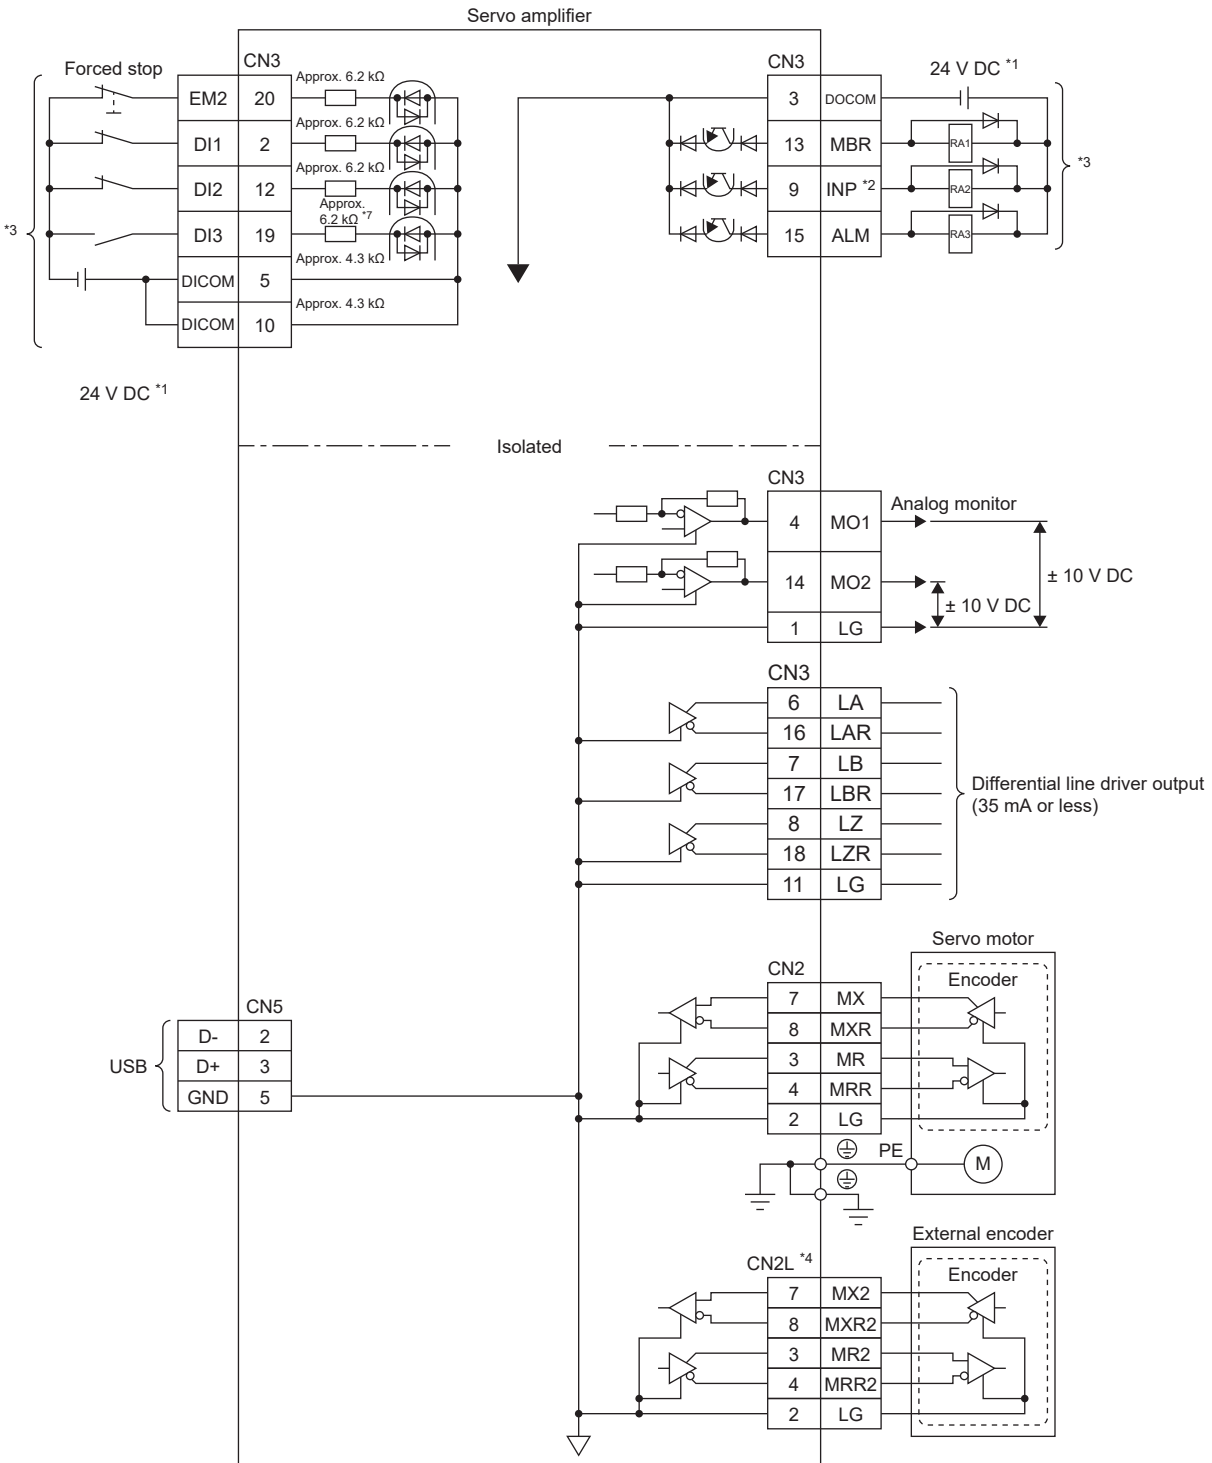 Servo amplifier
Forced stop
CN3
Approx. 6.2 kΩ
EM2 20
Approx. 6.2 kΩ
DI1 2
Approx. 6.2 kΩ
DI2 12
Approx.
6.2 kΩ *7
*3
DI3 19
Approx. 4.3 kΩ
DICOM 5
Approx. 4.3 kΩ
DICOM 10
24 V DC *1
CN3
24 V DC *1
3 DOCOM
13 MBR RA1
*3
9 INP *2 RA2
15 ALM RA3
Isolated
CN3
Analog monitor
4 MO1
± 10 V DC
14 MO2
± 10 V DC
1 LG
CN3
6 LA
16 LAR
7 LB
17 LBR
8 LZ
18 LZR
11 LG
Differential line driver output
(35 mA or less)
Servo motor
CN2
Encoder
7 MX
8 MXR
3 MR
4 MRR
2 LG
CN5
D- 2
USB
D+ 3
GND 5
PE
M
External encoder
CN2L *4
Encoder
7 MX2
8 MXR2
3 MR2
4 MRR2
2 LG